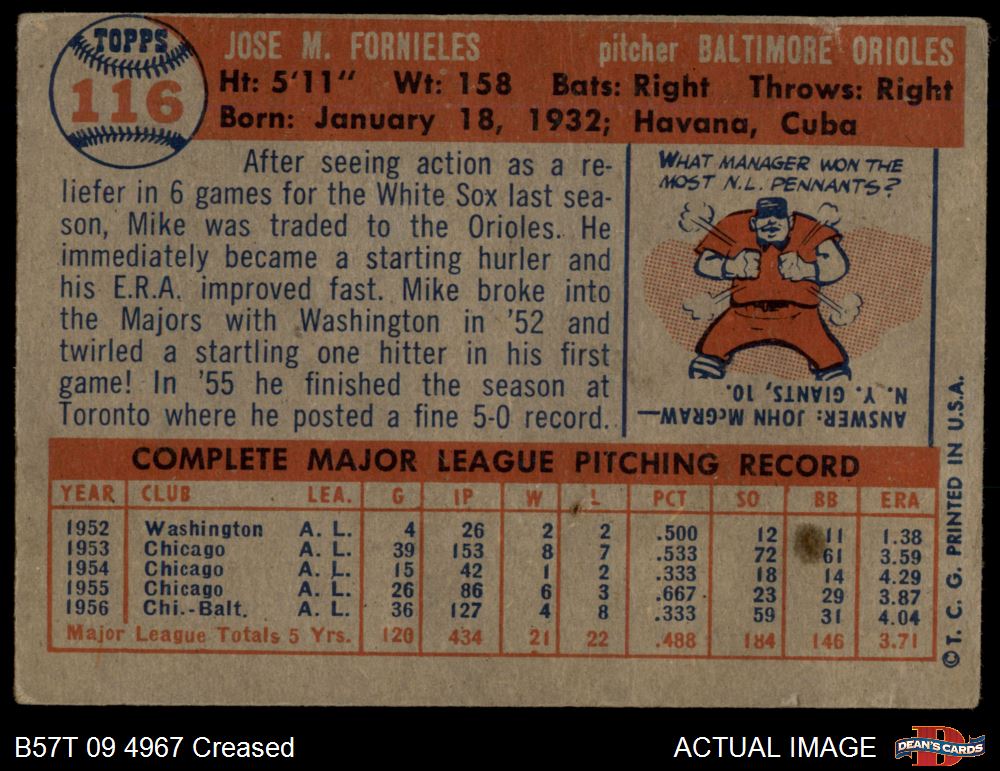 TOPPS
116
JOSE M. FORNIELES pitcher BALTIMORE ORIOLES
Ht: 5'11" Wt: 158 Bats: Right Throws: Right
Born: January 18, 1932; Havana, Cuba
After seeing action as a re-
liefer in 6 games for the White Sox last sea-
son, Mike was traded to the Orioles. He
immediately became a starting hurler and
his E.R.A. improved fast. Mike broke into
the Majors with Washington in '52 and
twirled a startling one hitter in his first
game! In '55 he finished the season at
Toronto where he posted a fine 5-0 record.
WHAT MANAGER WON THE
MOST N.L. PENNANTS?
ANSWER: JOHN McGRAW—
N. Y. GIANTS, 10.
COMPLETE MAJOR LEAGUE PITCHING RECORD
YEAR CLUB LEA. G IP W L PCT SO BB ERA
1952 Washington A. L. 4 26 2 2 .500 12 11 1.38
1953 Chicago A. L. 39 153 8 7 .533 72 61 3.59
1954 Chicago A. L. 15 42 1 2 .333 18 14 4.29
1955 Chicago A. L. 26 86 6 3 .667 23 29 3.87
1956 Chi.-Balt. A. L. 36 127 4 8 .333 59 31 4.04
Major League Totals 5 Yrs. 120 434 21 22 .488 184 146 3.71
© T. C. G. PRINTED IN U.S.A.
B57T 09 4967 Creased
ACTUAL IMAGE
DEAN'S CARDS